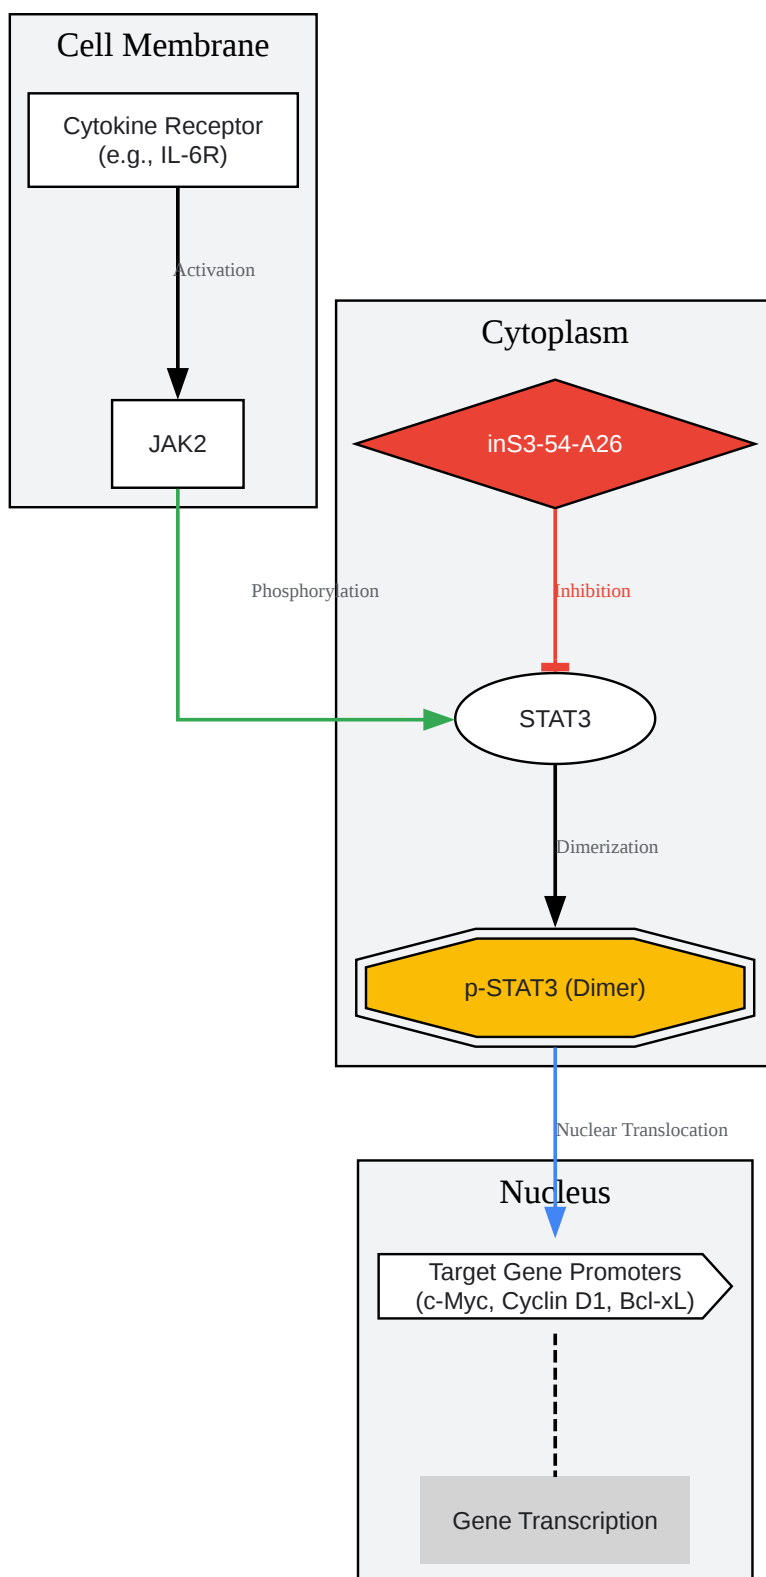 Cell Membrane
Cytokine Receptor
(e.g., IL-6R)
Activation
JAK2
Cytoplasm
inS3-54-A26
Phosphorylation
Inhibition
STAT3
Dimerization
p-STAT3 (Dimer)
Nuclear Translocation
Nucleus
Target Gene Promoters
(c-Myc, Cyclin D1, Bcl-xL)
Gene Transcription